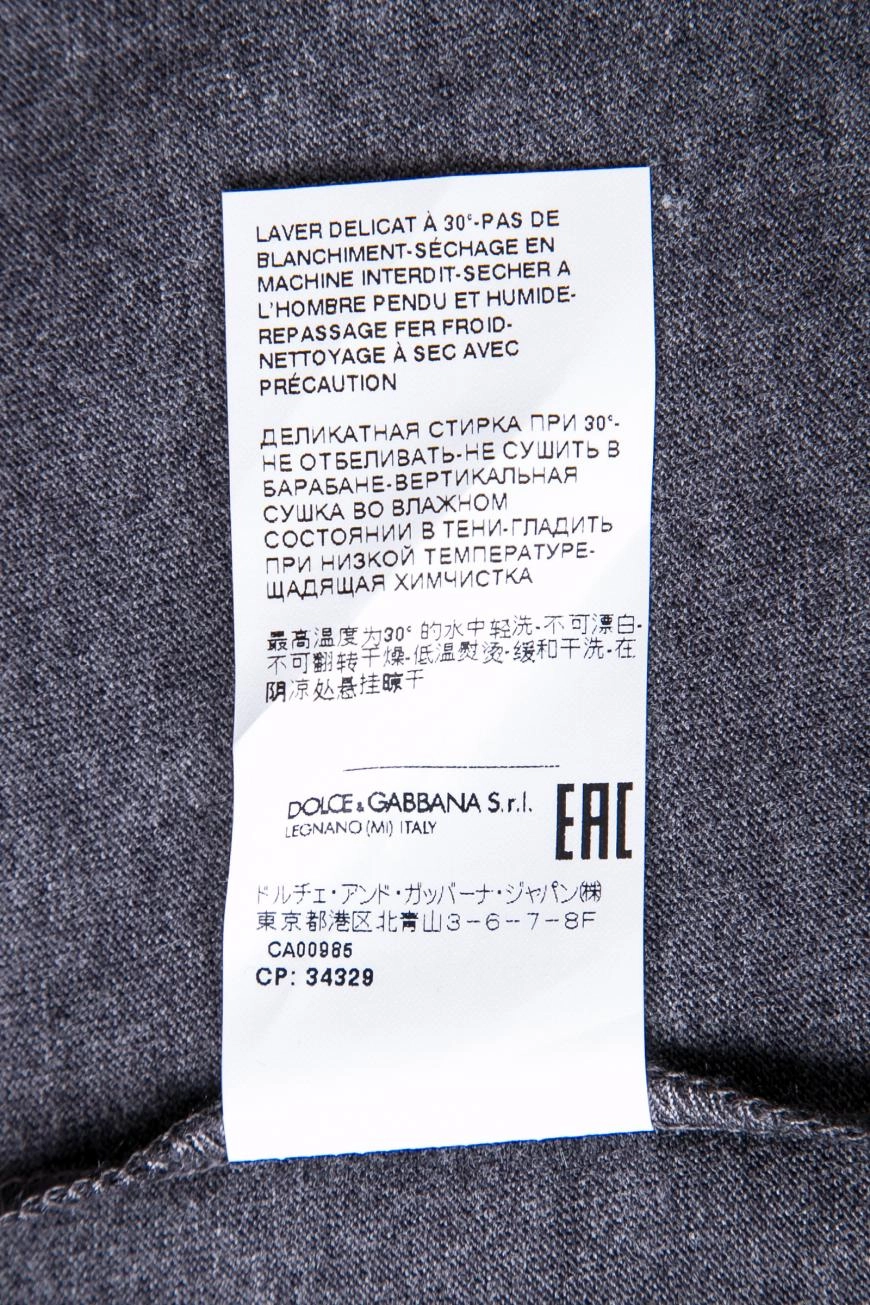 LAVER DELICAT À 30°-PAS DE
BLANCHIMENT-SÉCHAGE EN
MACHINE INTERDIT-SECHER A
L'HOMBRE PENDU ET HUMIDE-
REPASSAGE FER FROID-
NETTOYAGE À SEC AVEC
PRÉCAUTION
ДЕЛИКАТНАЯ СТИРКА ПРИ 30°-
НЕ ОТБЕЛИВАТЬ-НЕ СУШИТЬ В
БАРАБАНЕ-ВЕРТИКАЛЬНАЯ
СУШКА ВО ВЛАЖНОМ
СОСТОЯНИИ В ТЕНИ-ГЛАДИТЬ
ПРИ НИЗКОЙ ТЕМПЕРАТУРЕ-
ЩАДЯЩАЯ ХИМЧИСТКА
最高温度为30° 的水中轻洗-不可漂白-
不可翻转干燥-低温熨烫-缓和干洗-在
阴凉处悬挂晾干
DOLCE & GABBANA S.r.l.
LEGNANO (MI) ITALY
EAC
ドルチェ・アンド・ガッバーナ・ジャパン㈱
東京都港区北青山3-6-7-8F
CA00985
CP: 34329